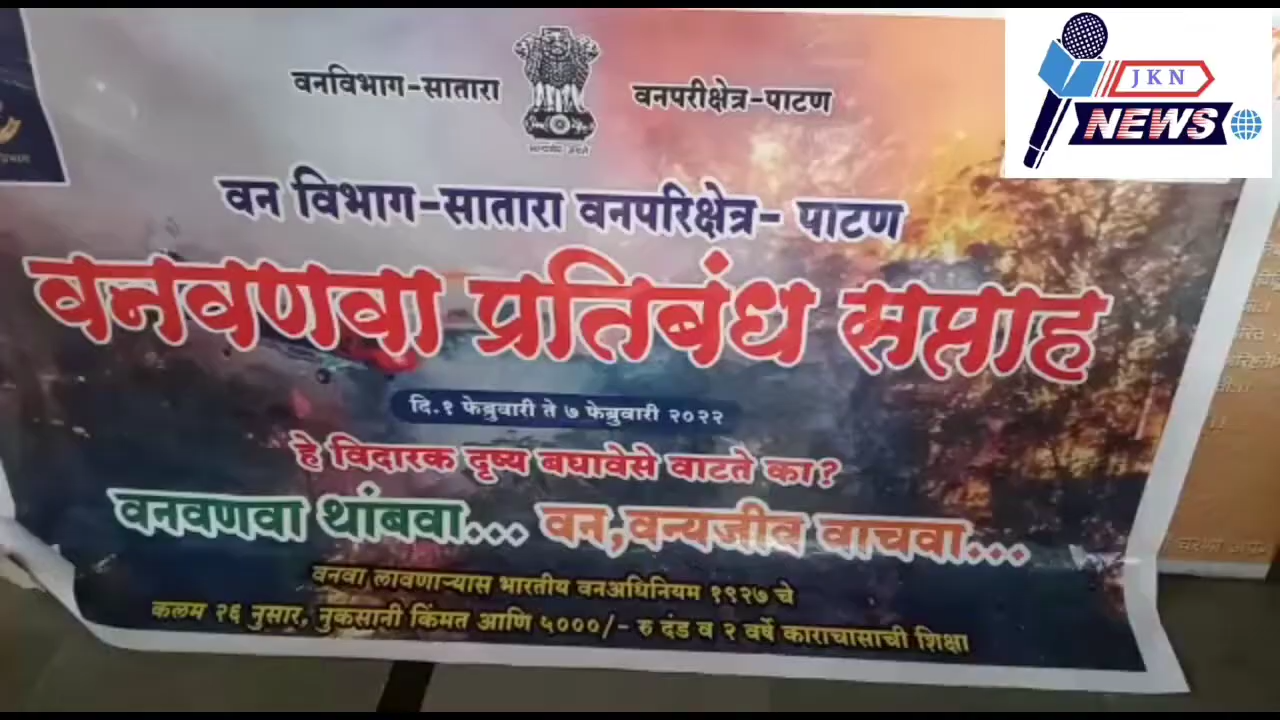 JKN
NEWS
वनविभाग-सातारा
वनपरीक्षेत्र-पाटण
वन विभाग-सातारा वनपरिक्षेत्र- पाटण
वनवणवा प्रतिबंध सप्ताह
दि.१ फेब्रुवारी ते ७ फेब्रुवारी २०२२
हे विदारक दृष्य बघावेसे वाटते का?
वनवणवा थांबवा... वन,वन्यजीव वाचवा...
वनवा लावणाऱ्यास भारतीय वनअधिनियम १९२७ चे
कलम २६ नुसार, नुकसानी किंमत आणि ५०००/- रु दंड व २ वर्षे काराचासाची शिक्षा